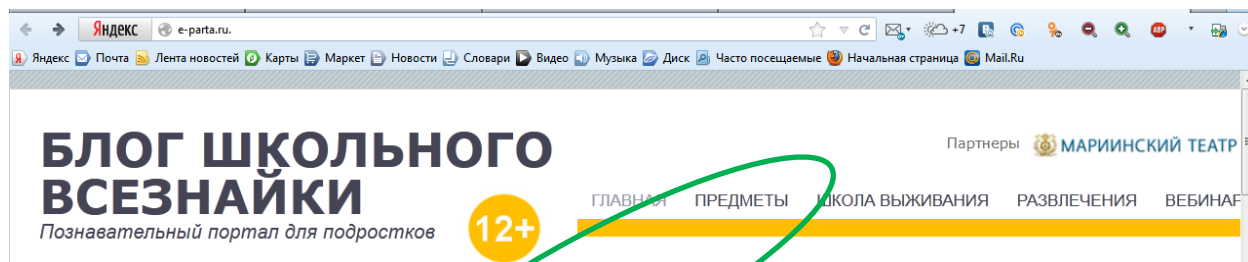 Яндекс e-parta.ru. +7
Яндекс Почта Лента новостей Карты Маркет Новости Словари Видео Музыка Диск Часто посещаемые Начальная страница Mail.Ru
БЛОГ ШКОЛЬНОГО
ВСЕЗНАЙКИ
Познавательный портал для подростков
12+
Партнеры МАРИИНСКИЙ ТЕАТР
ГЛАВНАЯ ПРЕДМЕТЫ ШКОЛА ВЫЖИВАНИЯ РАЗВЛЕЧЕНИЯ ВЕБИНАР